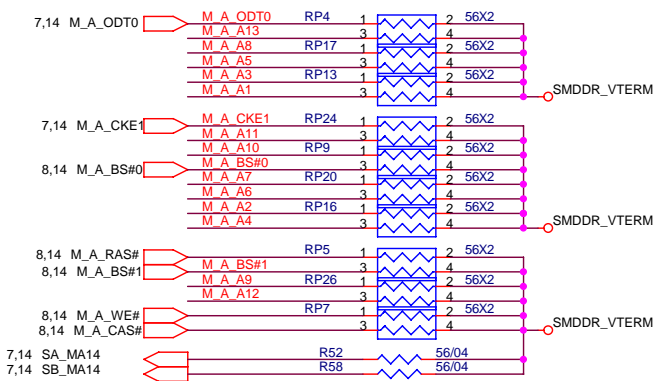 7,14 M_A_ODT0 M_A_ODT0 RP4 1 2 56X2
M_A_A13 3 4
M_A_A8 RP17 1 2 56X2
M_A_A5 3 4
M_A_A3 RP13 1 2 56X2
M_A_A1 3 4 SMDDR_VTERM
7,14 M_A_CKE1 M_A_CKE1 RP24 1 2 56X2
M_A_A11 3 4
M_A_A10 RP9 1 2 56X2
8,14 M_A_BS#0 M_A_BS#0 3 4
M_A_A7 RP20 1 2 56X2
M_A_A6 3 4
M_A_A2 RP16 1 2 56X2
M_A_A4 3 4 SMDDR_VTERM
8,14 M_A_RAS# RP5 1 2 56X2
8,14 M_A_BS#1 M_A_BS#1 3 4
M_A_A9 RP26 1 2 56X2
M_A_A12 3 4
8,14 M_A_WE# RP7 1 2 56X2
8,14 M_A_CAS# 3 4 SMDDR_VTERM
7,14 SA_MA14 R52 56/04
7,14 SB_MA14 R58 56/04